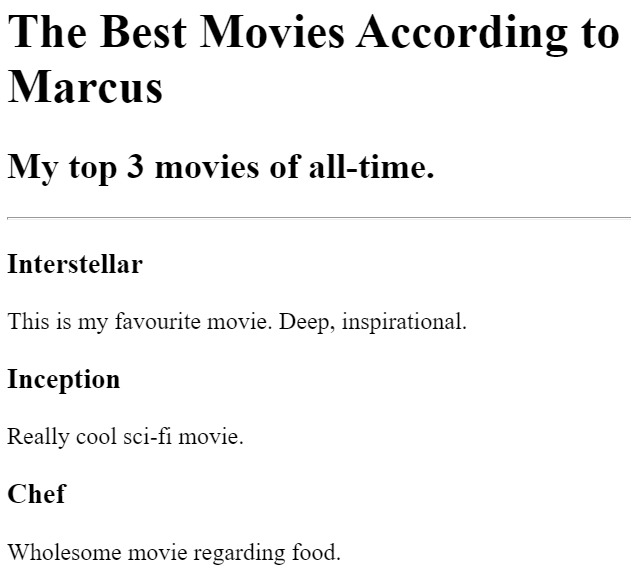 The Best Movies According to
Marcus
My top 3 movies of all-time.
Interstellar
This is my favourite movie. Deep, inspirational.
Inception
Really cool sci-fi movie.
Chef
Wholesome movie regarding food.